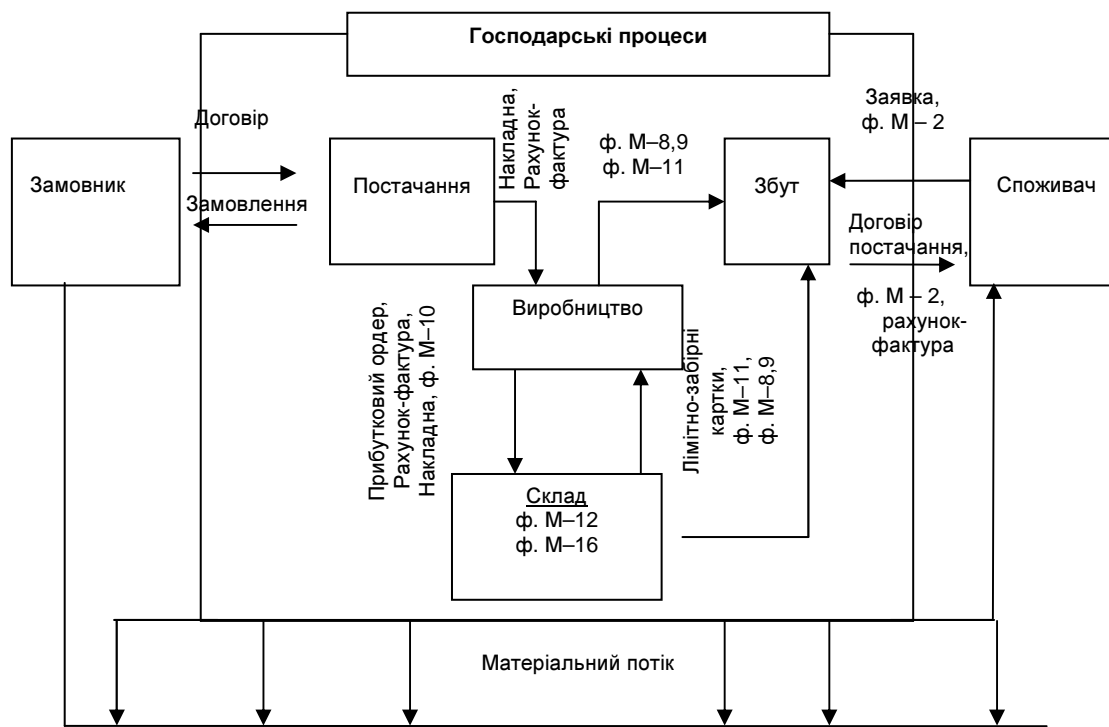 Господарські процеси
Договір
Замовник
Замовлення
Постачання
Накладна,
Рахунок-
фактура
ф. М–8,9
ф. М–11
Збут
Заявка,
ф. М – 2
Споживач
Договір
постачання,
ф. М – 2,
рахунок-
фактура
Виробництво
Прибутковий ордер,
Рахунок-фактура,
Накладна, ф. М–10
Лімітно-забірні
картки,
ф. М–11,
ф. М–8,9
Склад
ф. М–12
ф. М–16
Матеріальний потік